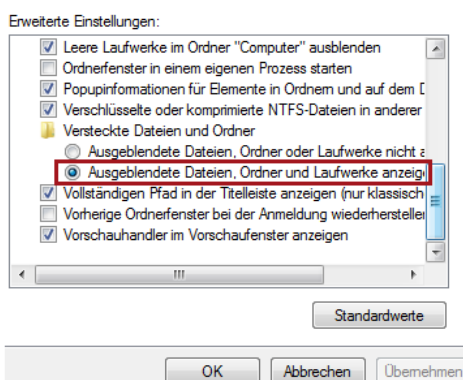 Erweiterte Einstellungen:
Leere Laufwerke im Ordner "Computer" ausblenden
Ordnerfenster in einem eigenen Prozess starten
Popupinformationen für Elemente in Ordnern und auf dem
Verschlüsselte oder komprimierte NTFS-Dateien in anderer
Versteckte Dateien und Ordner
Ausgeblendete Dateien, Ordner oder Laufwerke nicht
Ausgeblendete Dateien, Ordner und Laufwerke anzeige
Vollständigen Pfad in der Titelleiste anzeigen (nur klassisch
Vorherige Ordnerfenster bei der Anmeldung wiederherstellen
Vorschauhandler im Vorschaufenster anzeigen
Standardwerte
OK Abbrechen Übernehmen